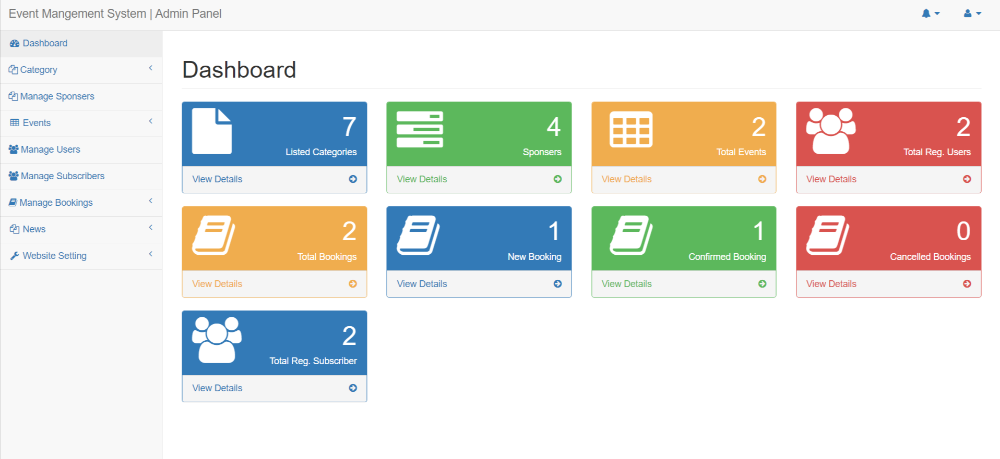 Event Mangement System | Admin Panel
Dashboard
Category
Manage Sponsers
Events
Manage Users
Manage Subscribers
Manage Bookings
News
Website Setting
Dashboard
7
Listed Categories
View Details
4
Sponsers
View Details
2
Total Events
View Details
2
Total Reg. Users
View Details
2
Total Bookings
View Details
1
New Booking
View Details
1
Confirmed Booking
View Details
0
Cancelled Bookings
View Details
2
Total Reg. Subscriber
View Details